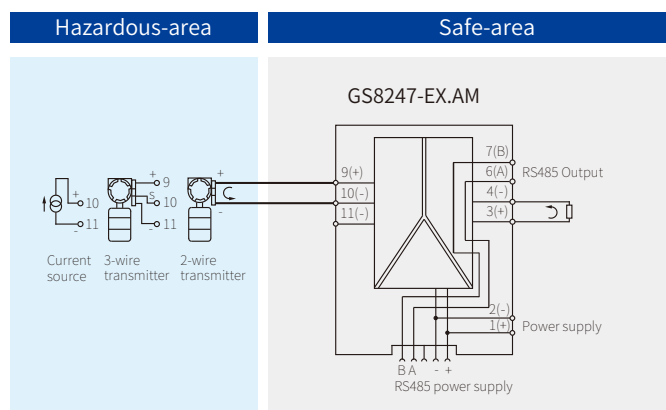 Hazardous-area
Safe-area
GS8247-EX.AM
7(B)
6(A)
RS485 Output
4(-)
3(+)
9(+)
10(-)
11(-)
+
-
+
9
S
10
-
11
+
10
-
11
Current
source
3-wire
transmitter
2-wire
transmitter
2(-)
1(+)
Power supply
B A - +
RS485 power supply